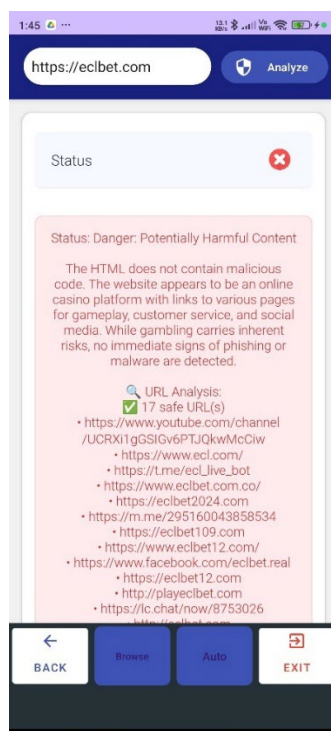 1:45 ...
13.1 KB/s Vo WiFi
https://eclbet.com
Analyze
Status
Status: Danger: Potentially Harmful Content
The HTML does not contain malicious
code. The website appears to be an online
casino platform with links to various pages
for gameplay, customer service, and social
media. While gambling carries inherent
risks, no immediate signs of phishing or
malware are detected.
🔍 URL Analysis:
✅ 17 safe URL(s)
• https://www.youtube.com/channel
/UCRXi1gGSIGv6PTJQkwMcCiw
• https://www.ecl.com/
• https://t.me/ecl_live_bot
• https://www.eclbet.com.co/
• https://eclbet2024.com
• https://m.me/295160043858534
• https://eclbet109.com
• https://www.eclbet12.com/
• https://www.facebook.com/eclbet.real
• https://eclbet12.com
• http://playeclbet.com
• https://lc.chat/now/8753026
BACK
Browse
Auto
EXIT